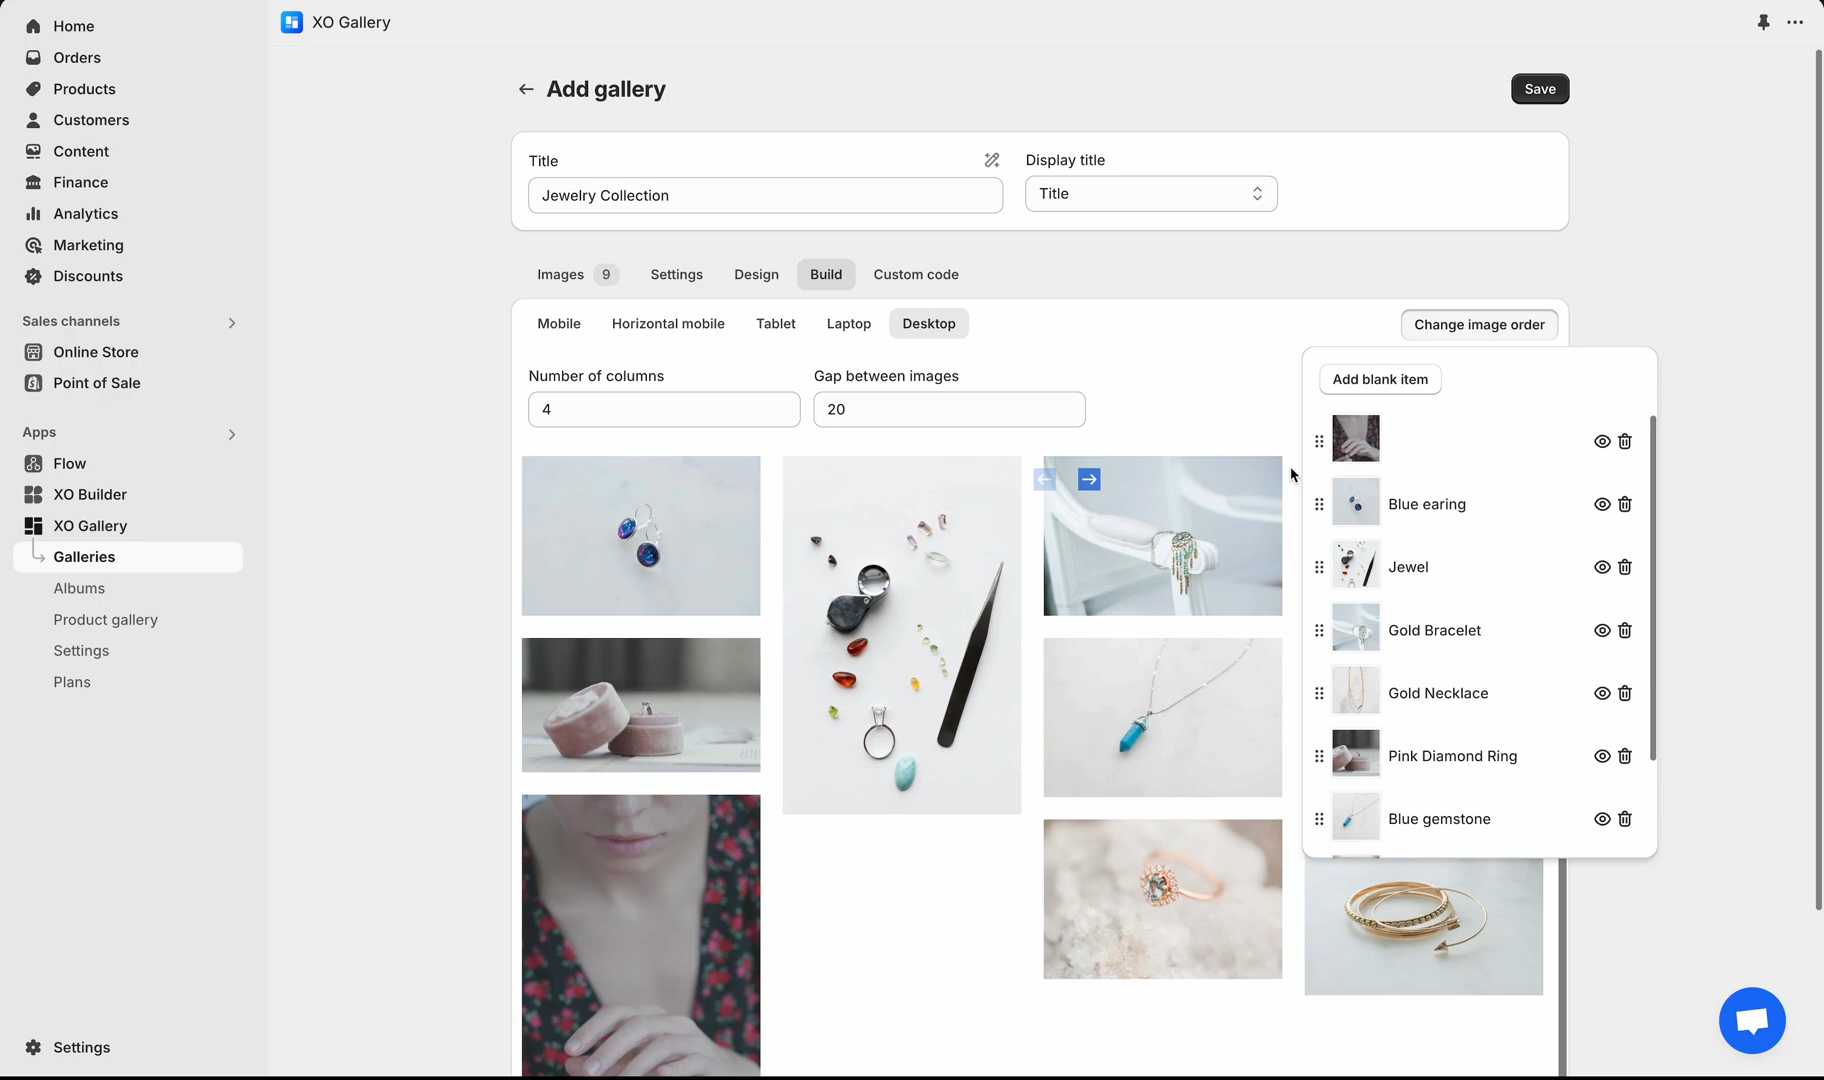 Home
XO Gallery
Orders
Products
Customers
Content
Finance
Analytics
Marketing
Discounts
Sales channels
Online Store
Point of Sale
Apps
Flow
XO Builder
XO Gallery
Galleries
Albums
Product gallery
Settings
Plans
Settings
Add gallery
Save
Title
Display title
Jewelry Collection
Title
Images 9 Settings Design Build Custom code
Mobile Horizontal mobile Tablet Laptop Desktop
Change image order
Number of columns
Gap between images
4
20
Add blank item
Blue earing
Jewel
Gold Bracelet
Gold Necklace
Pink Diamond Ring
Blue gemstone